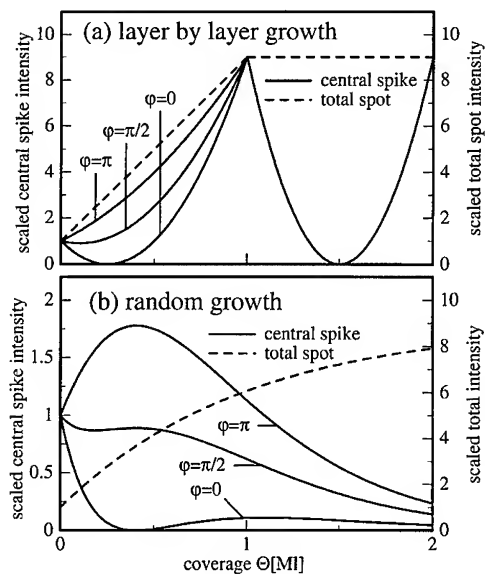 (a) layer by layer growth
scaled central spike intensity
scaled total spot intensity
10
8
6
4
2
0
8
6
4
2
0
central spike
total spot
φ=0
φ=π/2
φ=π
0
1
2
(b) random growth
scaled central spike intensity
scaled total intensity
2
1.5
1
0.5
0
10
8
6
4
2
0
central spike
total spot
φ=π
φ=π/2
φ=0
0
1
2
coverage Θ[Ml]